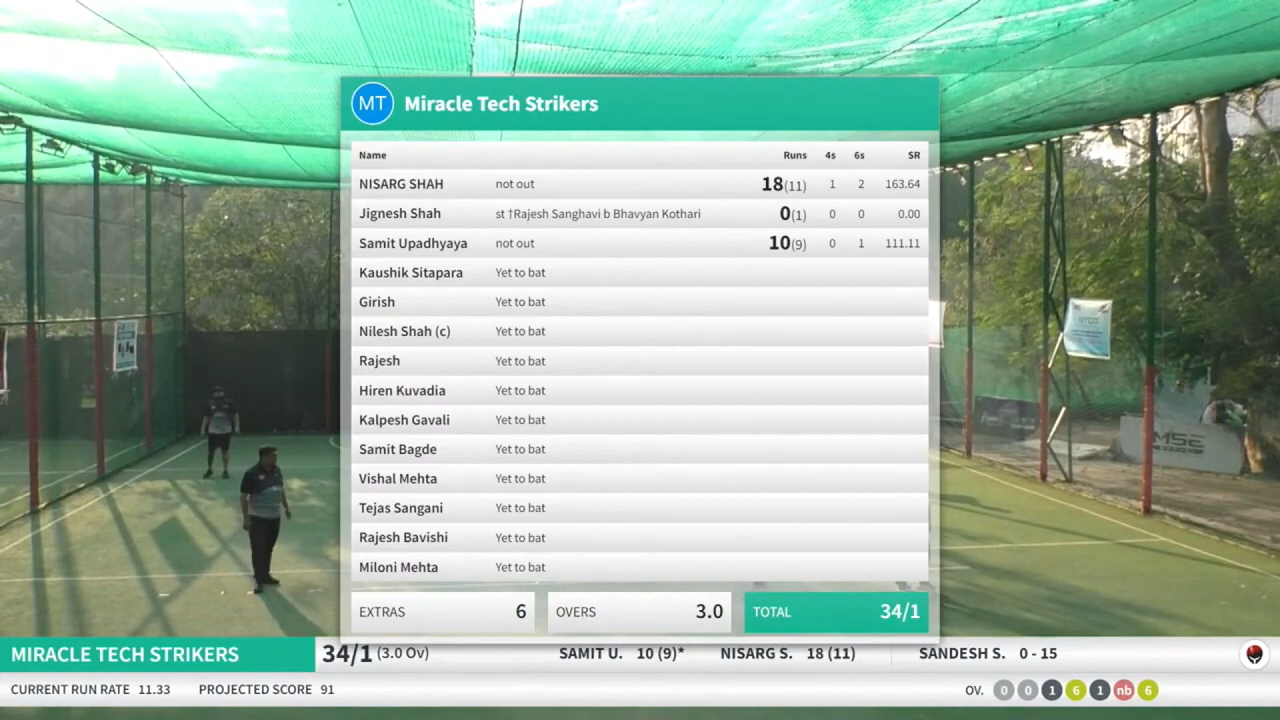 MT Miracle Tech Strikers
Name Runs 4s 6s SR
NISARG SHAH not out 18(11) 1 2 163.64
Jignesh Shah st †Rajesh Sanghavi b Bhavyan Kothari 0(1) 0 0 0.00
Samit Upadhyaya not out 10(9) 0 1 111.11
Kaushik Sitapara Yet to bat
Girish Yet to bat
Nilesh Shah (c) Yet to bat
Rajesh Yet to bat
Hiren Kuvadia Yet to bat
Kalpesh Gavali Yet to bat
Samit Bagde Yet to bat
Vishal Mehta Yet to bat
Tejas Sangani Yet to bat
Rajesh Bavishi Yet to bat
Miloni Mehta Yet to bat
EXTRAS 6 OVERS 3.0 TOTAL 34/1
MSE
MIRACLE TECH STRIKERS 34/1 (3.0 Ov) SAMIT U. 10 (9)* NISARG S. 18 (11) SANDESH S. 0 - 15
CURRENT RUN RATE 11.33 PROJECTED SCORE 91 OV. 0 0 1 6 1 nb 6